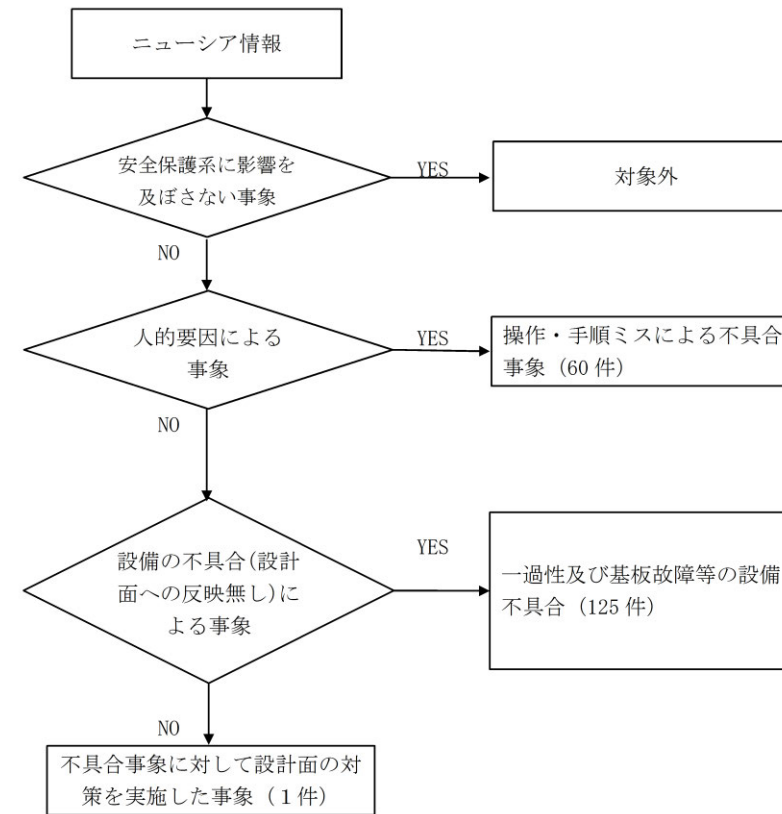 ニューシア情報
安全保護系に影響を
及ぼさない事象
YES
対象外
NO
人的要因による
事象
YES
操作・手順ミスによる不具合
事象（60 件）
NO
設備の不具合(設計
面への反映無し)に
よる事象
YES
一過性及び基板故障等の設備
不具合（125 件）
NO
不具合事象に対して設計面の対
策を実施した事象（１件）